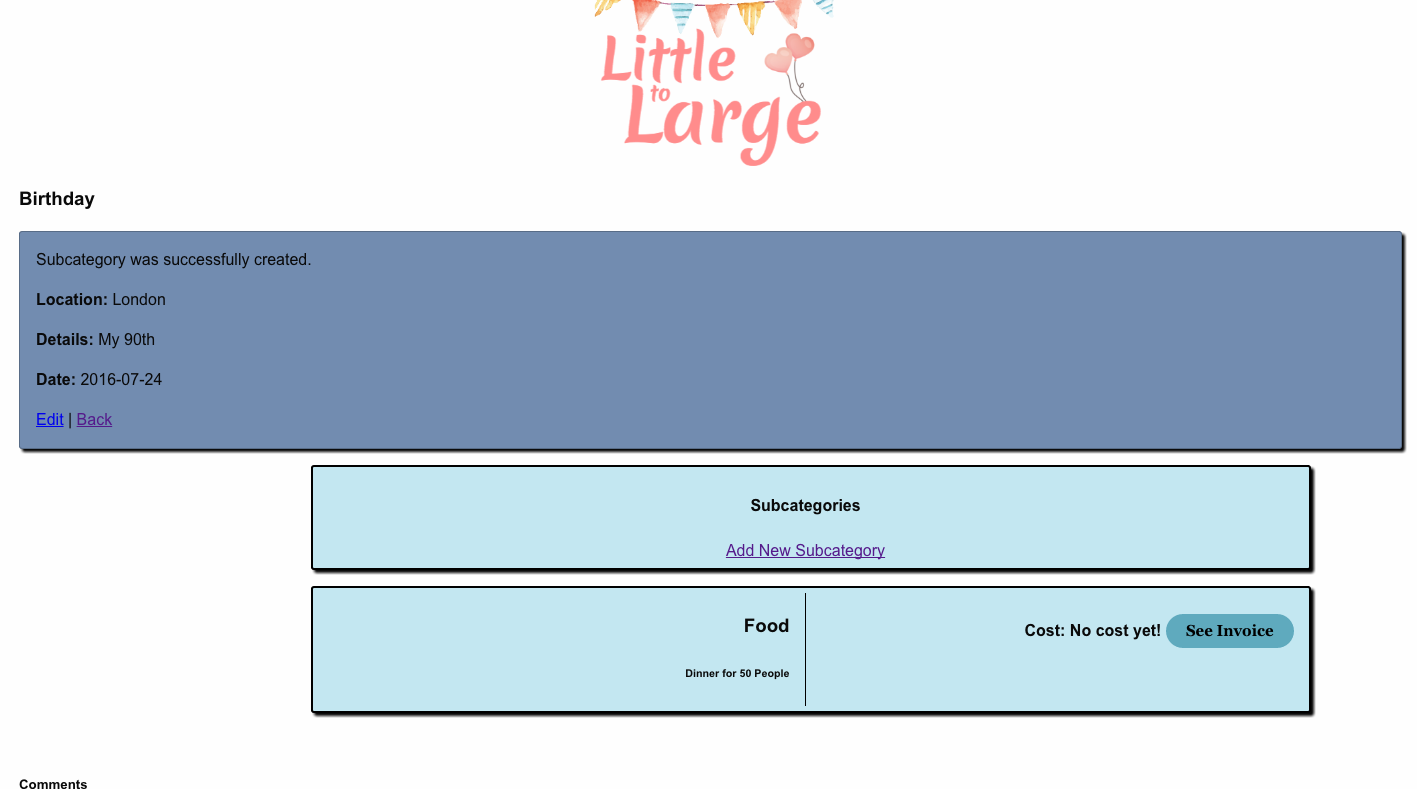 Little
to
Large
Birthday
Subcategory was successfully created.
Location: London
Details: My 90th
Date: 2016-07-24
Edit | Back
Subcategories
Add New Subcategory
Food
Dinner for 50 People
Cost: No cost yet! See Invoice
Comments